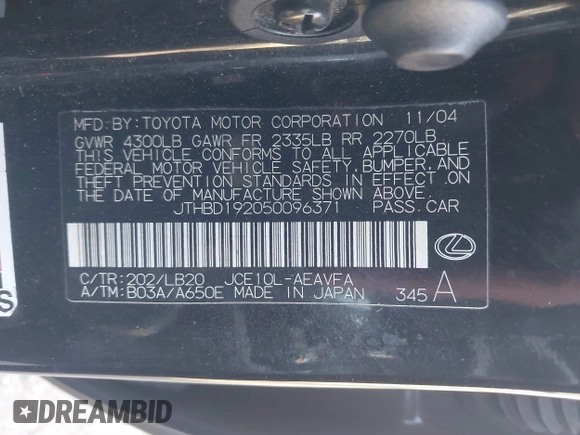 MFD.BY:TOYOTA MOTOR CORPORATION 11/04
GVWR 4300LB GAWR FR 2335LB RR 2270LB
THIS VEHICLE CONFORMS TO ALL APPLICABLE
FEDERAL MOTOR VEHICLE SAFETY,BUMPER,AND
THEFT PREVENTION STANDARDS IN EFFECT ON
THE DATE OF MANUFACTURE SHOWN ABOVE.
JTHBD192050096371 PASS.CAR
C/TR:202/LB20 JCE10L-AEAVFA
A/TM:B03A/A650E MADE IN JAPAN 345 A
S
DREAMBID